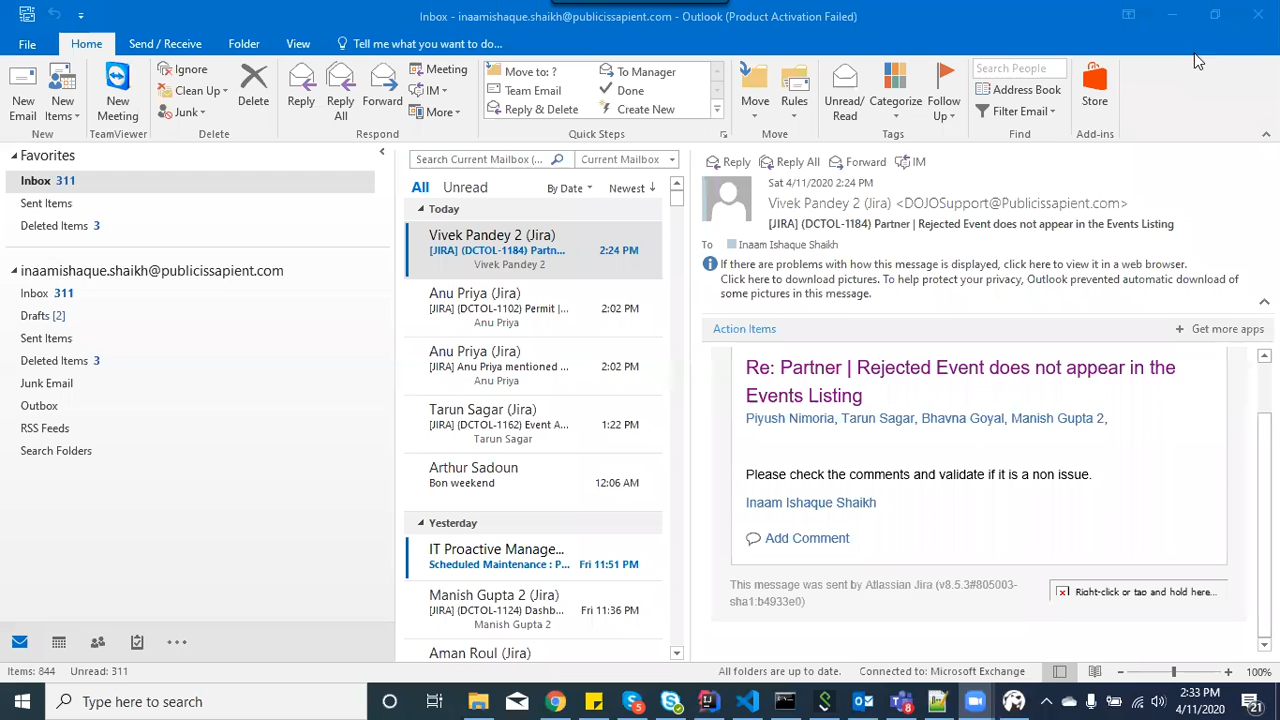 Inbox - inaamishaque.shaikh@publicissapient.com - Outlook (Product Activation Failed)
File Home Send / Receive Folder View Tell me what you want to do...
New Email
New Items
New Meeting
Ignore
Clean Up
Junk
Delete
Reply
Reply All
Forward
Meeting
IM
More
Move to: ?
Team Email
Reply & Delete
To Manager
Done
Create New
Move
Rules
Unread/ Read
Categorize
Follow Up
Search People
Address Book
Filter Email
Store
New TeamViewer Delete Respond Quick Steps Move Tags Find Add-ins
Favorites
Inbox 311
Sent Items
Deleted Items 3
inaamishaque.shaikh@publicissapient.com
Inbox 311
Drafts [2]
Sent Items
Deleted Items 3
Junk Email
Outbox
RSS Feeds
Search Folders
Search Current Mailbox (... Current Mailbox
All Unread By Date Newest
Today
Vivek Pandey 2 (Jira)
[JIRA] (DCTOL-1184) Partn... 2:24 PM
Vivek Pandey 2
Anu Priya (Jira)
[JIRA] (DCTOL-1102) Permit |... 2:02 PM
Anu Priya
Anu Priya (Jira)
[JIRA] Anu Priya mentioned ... 2:02 PM
Anu Priya
Tarun Sagar (Jira)
[JIRA] (DCTOL-1162) Event A... 1:22 PM
Tarun Sagar
Arthur Sadoun
Bon weekend 12:06 AM
Yesterday
IT Proactive Manage...
Scheduled Maintenance : P... Fri 11:51 PM
Manish Gupta 2 (Jira)
[JIRA] (DCTOL-1124) Dashb... Fri 11:36 PM
Manish Gupta 2
Aman Roul (Jira)
Reply Reply All Forward IM
Sat 4/11/2020 2:24 PM
Vivek Pandey 2 (Jira) <DOJOSupport@Publicissapient.com>
[JIRA] (DCTOL-1184) Partner | Rejected Event does not appear in the Events Listing
To Inaam Ishaque Shaikh
If there are problems with how this message is displayed, click here to view it in a web browser.
Click here to download pictures. To help protect your privacy, Outlook prevented automatic download of
some pictures in this message.
Action Items + Get more apps
Re: Partner | Rejected Event does not appear in the
Events Listing
Piyush Nimoria, Tarun Sagar, Bhavna Goyal, Manish Gupta 2,
Please check the comments and validate if it is a non issue.
Inaam Ishaque Shaikh
Add Comment
This message was sent by Atlassian Jira (v8.5.3#805003-
sha1:b4933e0)
Right-click or tap and hold here...
Items: 844 Unread: 311 All folders are up to date. Connected to: Microsoft Exchange 100%
Type here to search
5
8
2:33 PM
4/11/2020
21